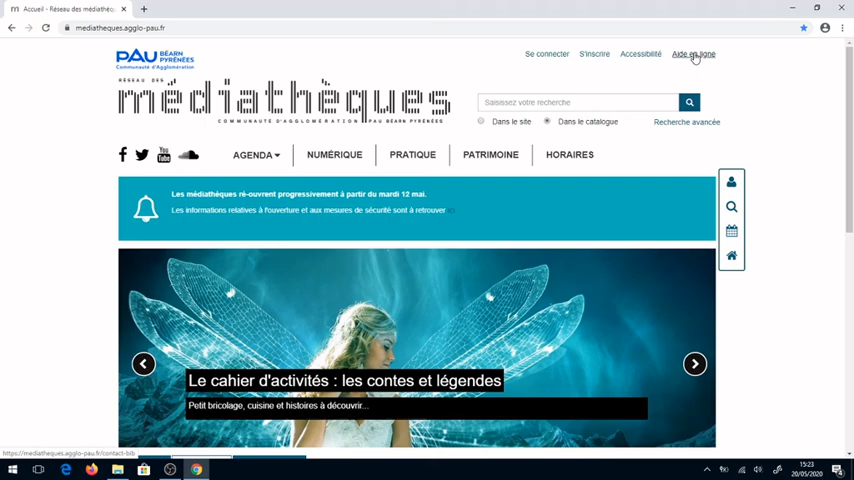 Accueil - Réseau des médiathèqu
mediatheques.agglo-pau.fr
PAU BÉARN PYRÉNÉES
Communauté d'Agglomération
Se connecter S'inscrire Accessibilité Aide en ligne
RÉSEAU DES
médiathèques
COMMUNAUTÉ D'AGGLOMÉRATION PAU BÉARN PYRÉNÉES
Saisissez votre recherche
Dans le site Dans le catalogue Recherche avancée
You Tube
AGENDA NUMÉRIQUE PRATIQUE PATRIMOINE HORAIRES
Les médiathèques ré-ouvrent progressivement à partir du mardi 12 mai.
Les informations relatives à l'ouverture et aux mesures de sécurité sont à retrouver ici
Le cahier d'activités : les contes et légendes
Petit bricolage, cuisine et histoires à découvrir...
https://mediatheques.agglo-pau.fr/contact-bib
15:23
20/05/2020